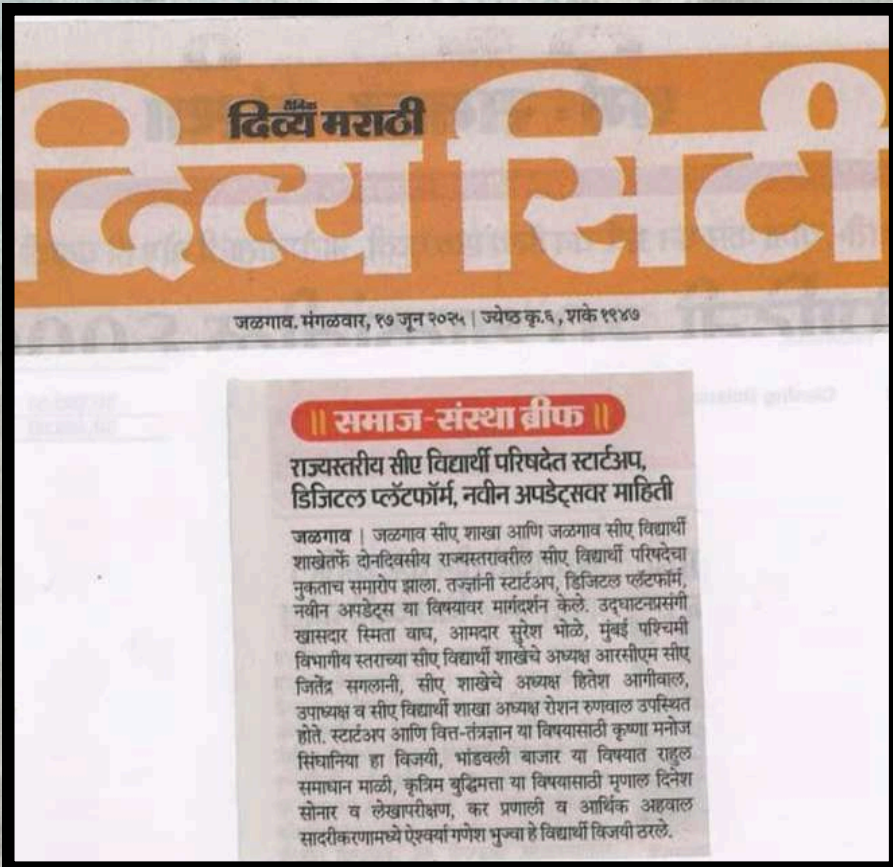 दैनिक
दिव्य मराठी
दिव्य सिटी
जळगाव. मंगळवार, १७ जून २०२५ | ज्येष्ठ कृ.६, शके १९४७
॥ समाज-संस्था ब्रीफ ॥
राज्यस्तरीय सीए विद्यार्थी परिषदेत स्टार्टअप,
डिजिटल प्लॅटफॉर्म, नवीन अपडेट्सवर माहिती
जळगाव | जळगाव सीए शाखा आणि जळगाव सीए विद्यार्थी
शाखेतर्फे दोनदिवसीय राज्यस्तरावरील सीए विद्यार्थी परिषदेचा
नुकताच समारोप झाला. तज्ज्ञांनी स्टार्टअप, डिजिटल प्लॅटफॉर्म,
नवीन अपडेट्स या विषयावर मार्गदर्शन केले. उद्घाटनप्रसंगी
खासदार स्मिता वाघ, आमदार सुरेश भोळे, मुंबई पश्चिमी
विभागीय स्तराच्या सीए विद्यार्थी शाखेचे अध्यक्ष आरसीएम सीए
जितेंद्र सगलानी, सीए शाखेचे अध्यक्ष हितेश आगीवाल,
उपाध्यक्ष व सीए विद्यार्थी शाखा अध्यक्ष रोशन रुणवाल उपस्थित
होते. स्टार्टअप आणि वित्त-तंत्रज्ञान या विषयासाठी कृष्णा मनोज
सिंघानिया हा विजयी, भांडवली बाजार या विषयात राहुल
समाधान माळी, कृत्रिम बुद्धिमत्ता या विषयासाठी मृणाल दिनेश
सोनार व लेखापरीक्षण, कर प्रणाली व आर्थिक अहवाल
सादरीकरणामध्ये ऐश्वर्या गणेश भुज्वा हे विद्यार्थी विजयी ठरले.